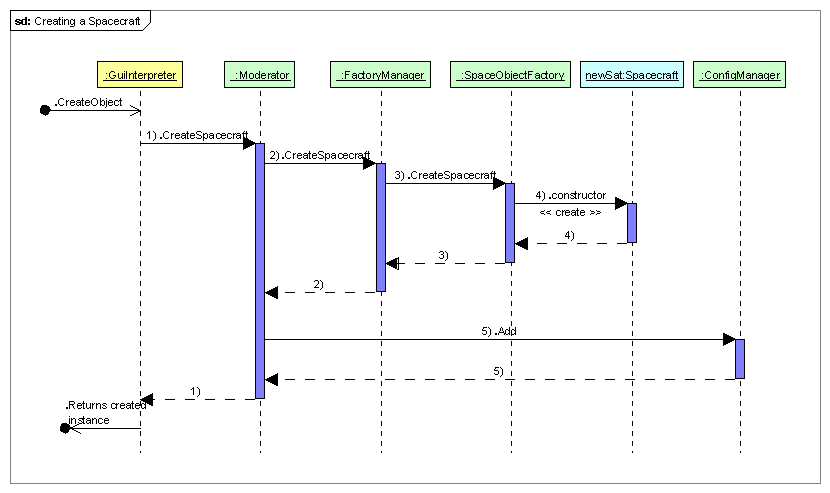 sd: Creating a Spacecraft
:GuiInterpreter
:Moderator
:FactoryManager
:SpaceObjectFactory
newSat:Spacecraft
:ConfigManager
.CreateObject
1) .CreateSpacecraft
2) .CreateSpacecraft
3) .CreateSpacecraft
4) .constructor
<< create >>
4)
3)
2)
5) .Add
5)
1)
.Returns created
instance